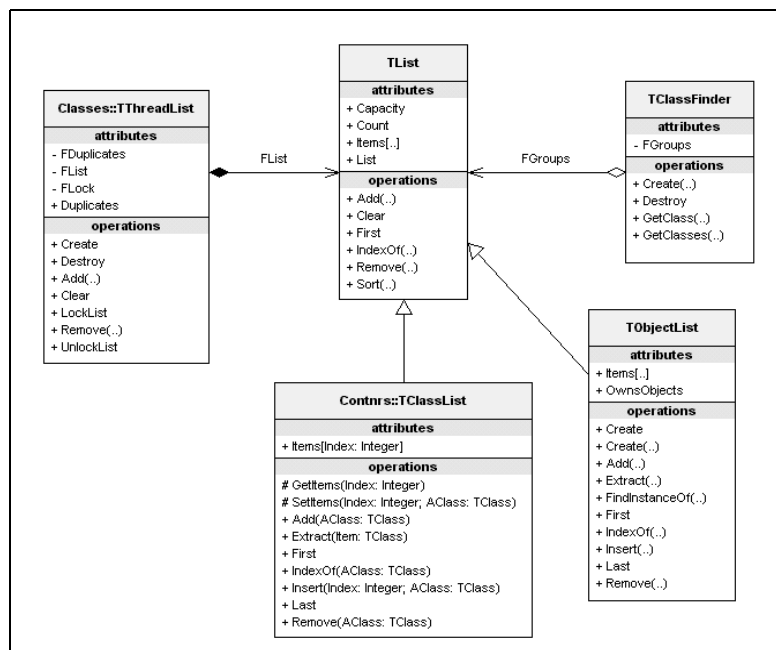 TList
attributes
+ Capacity
+ Count
+ Items[..]
+ List
operations
+ Add(..)
+ Clear
+ First
+ IndexOf(..)
+ Remove(..)
+ Sort(..)
Classes::TThreadList
attributes
- FDuplicates
- FList
- FLock
+ Duplicates
operations
+ Create
+ Destroy
+ Add(..)
+ Clear
+ LockList
+ Remove(..)
+ UnlockList
FList
FGroups
TClassFinder
attributes
- FGroups
operations
+ Create(..)
+ Destroy
+ GetClass(..)
+ GetClasses(..)
Contnrs::TClassList
attributes
+ Items[Index: Integer]
operations
# GetItems(Index: Integer)
# SetItems(Index: Integer; AClass: TClass)
+ Add(AClass: TClass)
+ Extract(Item: TClass)
+ First
+ IndexOf(AClass: TClass)
+ Insert(Index: Integer; AClass: TClass)
+ Last
+ Remove(AClass: TClass)
TObjectList
attributes
+ Items[..]
+ OwnsObjects
operations
+ Create
+ Create(..)
+ Add(..)
+ Extract(..)
+ FindInstanceOf(..)
+ First
+ IndexOf(..)
+ Insert(..)
+ Last
+ Remove(..)